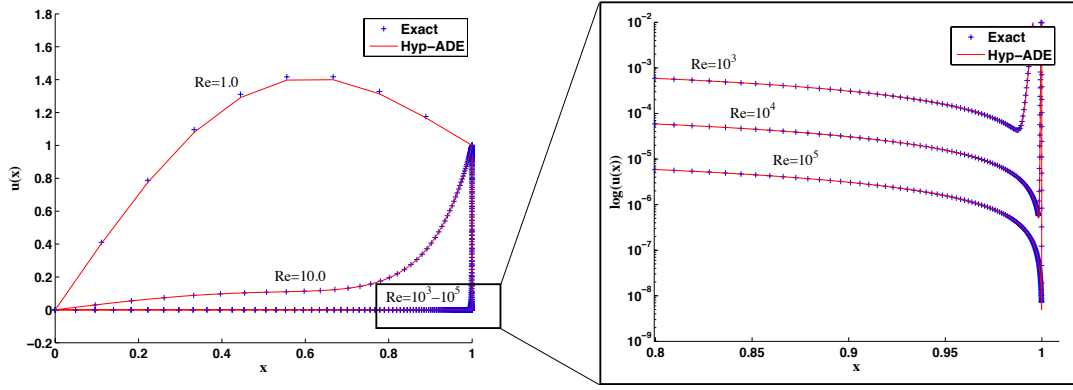 1.8
1.6
1.4
1.2
1
0.8
0.6
0.4
0.2
0
−0.2
u(x)
0 0.2 0.4 0.6 0.8 1
x
Exact
Hyp−ADE
Re=1.0
Re=10.0
Re=10³−10⁵
10⁻²
10⁻³
10⁻⁴
10⁻⁵
10⁻⁶
10⁻⁷
10⁻⁸
10⁻⁹
log(u(x))
0.8 0.85 0.9 0.95 1
x
Exact
Hyp−ADE
Re=10³
Re=10⁴
Re=10⁵